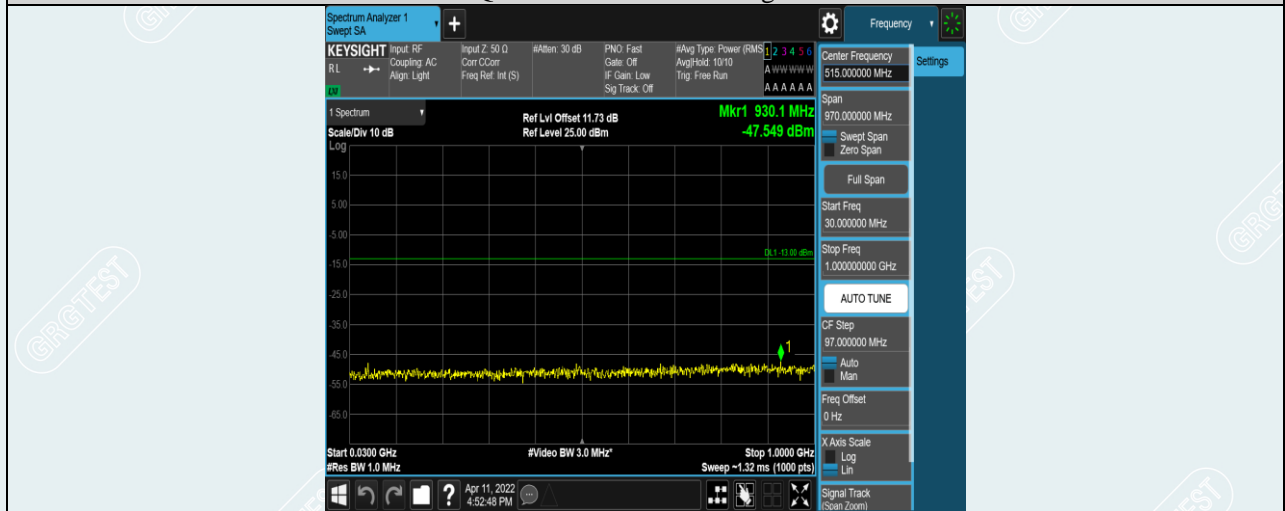 Spectrum Analyzer 1
Swept SA
+
Frequency
KEYSIGHT
RL
LXI
Input: RF
Coupling: AC
Align: Light
Input Z: 50 Ω
Corr CCorr
Freq Ref: Int (S)
#Atten: 30 dB
PNO: Fast
Gate: Off
IF Gain: Low
Sig Track: Off
#Avg Type: Power (RMS
Avg|Hold: 10/10
Trig: Free Run
1 2 3 4 5 6
A W W W W W
A A A A A A
1 Spectrum
Scale/Div 10 dB
Log
Ref Lvl Offset 11.73 dB
Ref Level 25.00 dBm
Mkr1 930.1 MHz
-47.549 dBm
15.0
5.00
-5.00
-15.0
-25.0
-35.0
-45.0
-55.0
-65.0
DL1 -13.00 dBm
1
Start 0.0300 GHz
#Res BW 1.0 MHz
#Video BW 3.0 MHz*
Stop 1.0000 GHz
Sweep ~1.32 ms (1000 pts)
?
Apr 11, 2022
4:52:48 PM
Settings
Center Frequency
515.000000 MHz
Span
970.000000 MHz
Swept Span
Zero Span
Full Span
Start Freq
30.000000 MHz
Stop Freq
1.000000000 GHz
AUTO TUNE
CF Step
97.000000 MHz
Auto
Man
Freq Offset
0 Hz
X Axis Scale
Log
Lin
Signal Track
(Span Zoom)
GRGTEST
GRGTEST